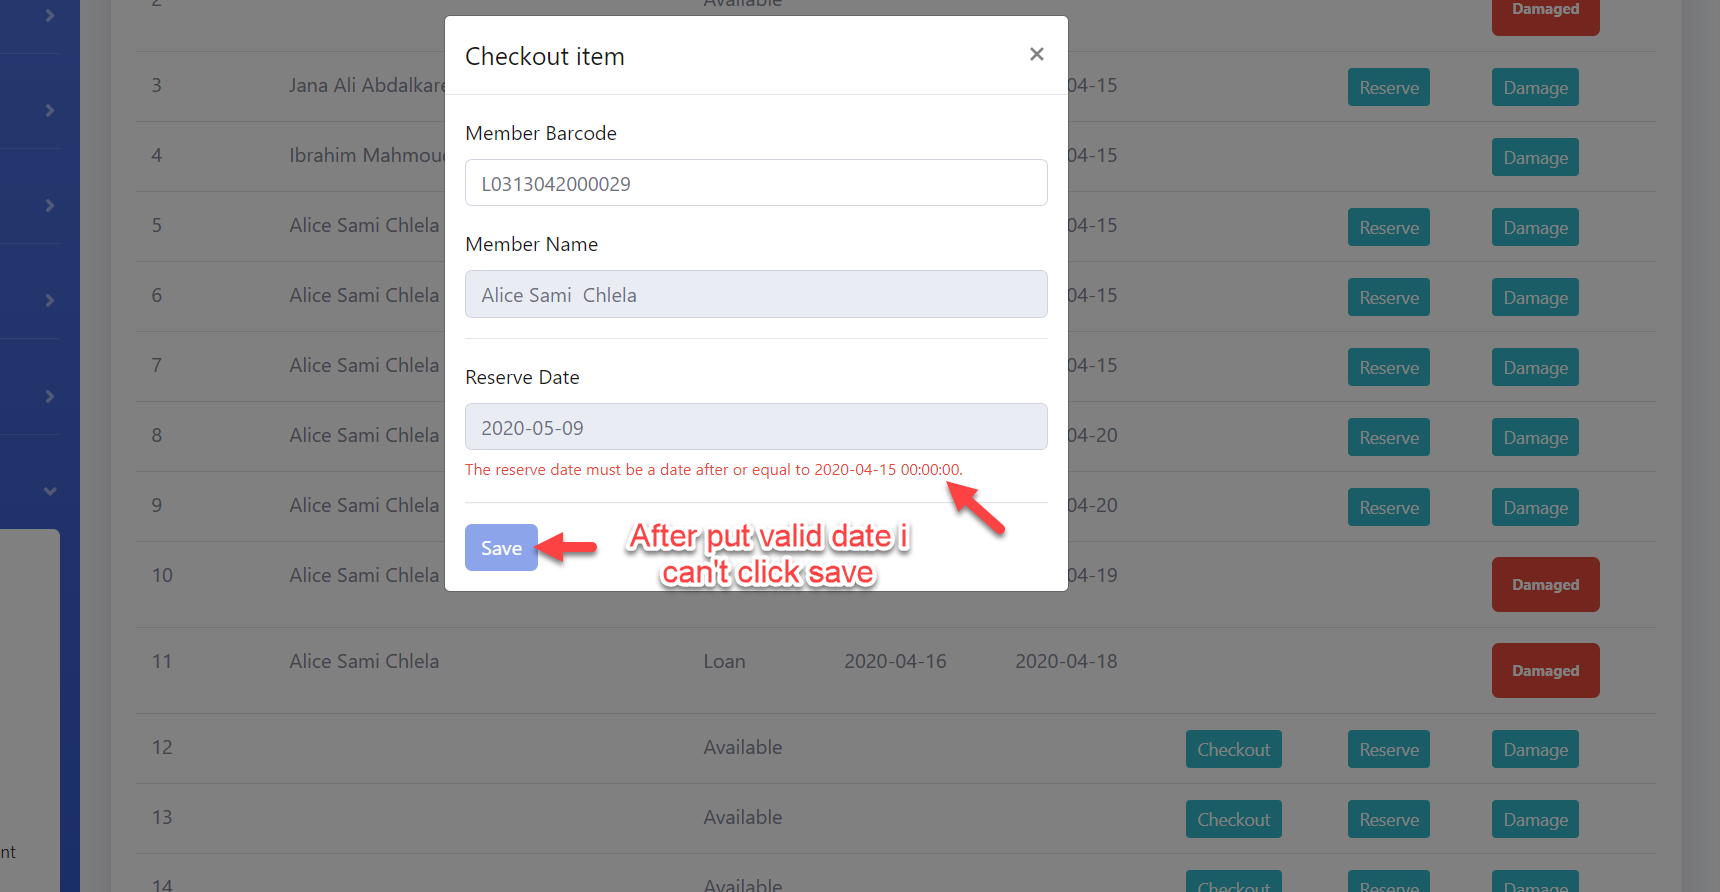 2 Available Damaged
Checkout item ×
3 Jana Ali Abdalkare 04-15 Reserve Damage
Member Barcode
4 Ibrahim Mahmou 04-15 Damage
L0313042000029
5 Alice Sami Chlela 04-15 Reserve Damage
Member Name
6 Alice Sami Chlela 04-15 Reserve Damage
Alice Sami  Chlela
7 Alice Sami Chlela 04-15 Reserve Damage
Reserve Date
8 Alice Sami Chlela 04-20 Reserve Damage
2020-05-09
The reserve date must be a date after or equal to 2020-04-15 00:00:00.
9 Alice Sami Chlela 04-20 Reserve Damage
Save
After put valid date i
can't click save
10 Alice Sami Chlela 04-19 Damaged
11 Alice Sami Chlela Loan 2020-04-16 2020-04-18 Damaged
12 Available Checkout Reserve Damage
13 Available Checkout Reserve Damage
nt
14 Available Checkout Reserve Damage